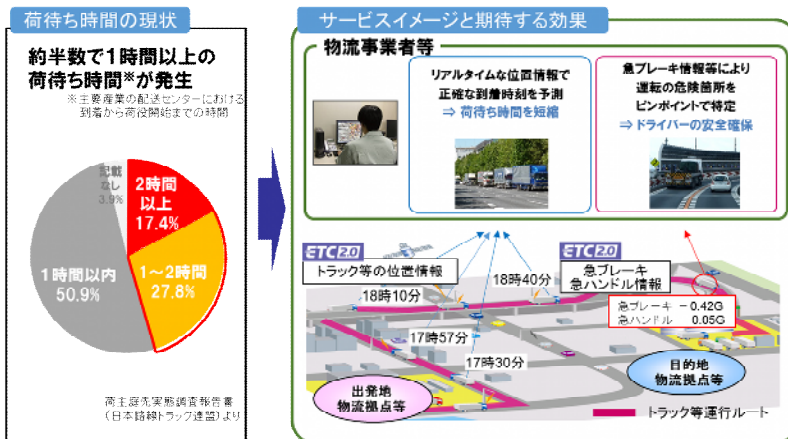 荷待ち時間の現状
約半数で1時間以上の
荷待ち時間※が発生
※主要産業の配送センターにおける
到着から荷役開始までの時間
記載
なし
3.9%
2時間
以上
17.4%
1時間以内
50.9%
1～2時間
27.8%
荷主庭先実態調査報告書
(日本路線トラック連盟)より
サービスイメージと期待する効果
物流事業者等
リアルタイムな位置情報で
正確な到着時刻を予測
⇒ 荷待ち時間を短縮
急ブレーキ情報等により
運転の危険箇所を
ピンポイントで特定
⇒ドライバーの安全確保
ETC2.0
トラック等の位置情報
ETC2.0
急ブレーキ
急ハンドル情報
18時40分
18時10分
急ブレーキ －0.42G
急ハンドル 0.05G
17時57分
17時30分
目的地
物流拠点等
出発地
物流拠点等
トラック等運行ルート